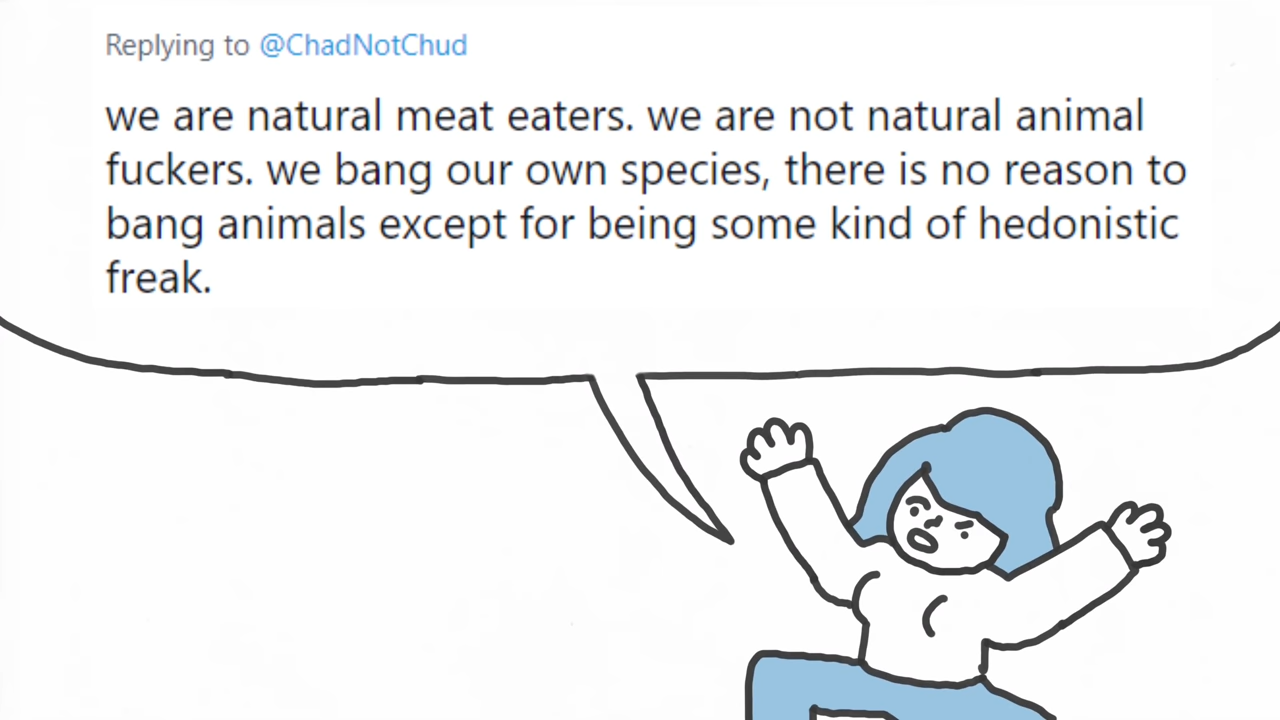 Replying to @ChadNotChud
we are natural meat eaters. we are not natural animal
fuckers. we bang our own species, there is no reason to
bang animals except for being some kind of hedonistic
freak.